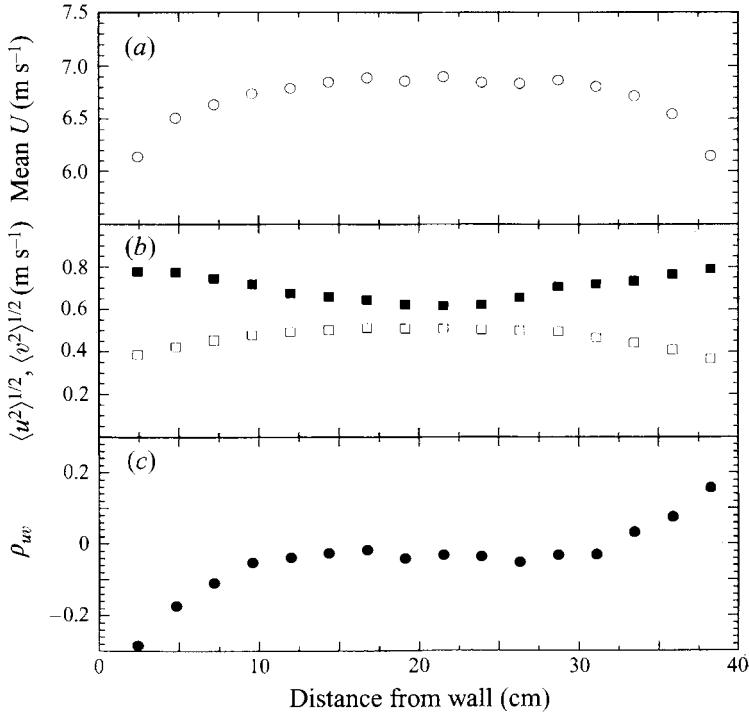 7.5
(a)
7.0
6.5
6.0
Mean U (m s⁻¹)
(b)
0.8
0.6
0.4
0.2
⟨u²⟩¹/², ⟨v²⟩¹/² (m s⁻¹)
(c)
0.2
0
−0.2
ρuv
0 10 20 30 40
Distance from wall (cm)